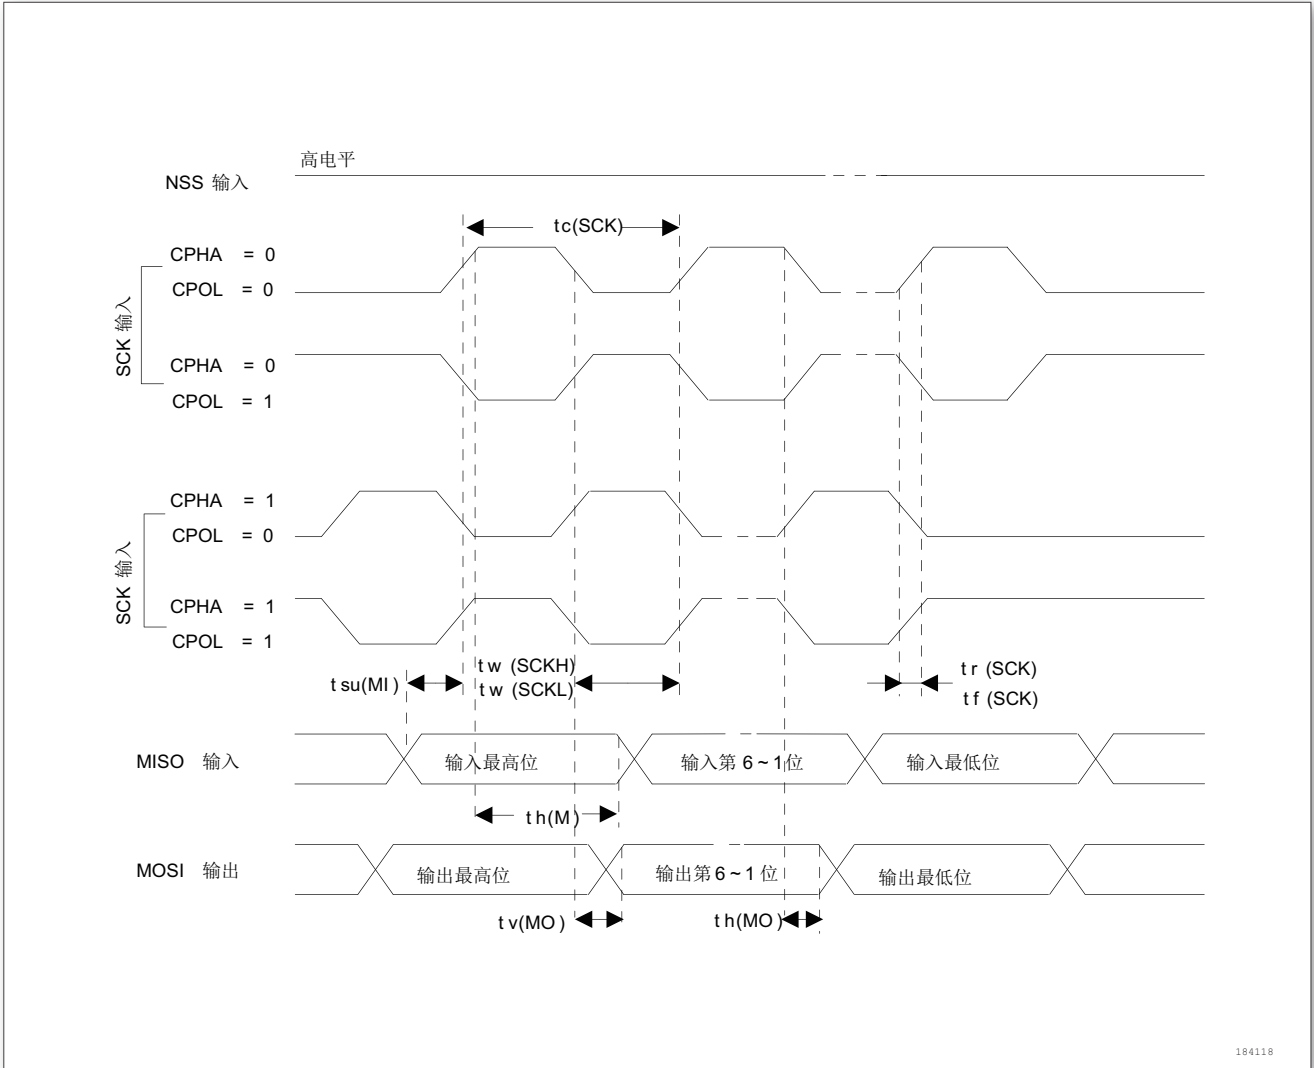 高电平
NSS 输入
tc(SCK)
CPHA = 0
CPOL = 0
SCK 输入
CPHA = 0
CPOL = 1
CPHA = 1
CPOL = 0
SCK 输入
CPHA = 1
CPOL = 1
tsu(MI)
tw (SCKH)
tw (SCKL)
tr (SCK)
tf (SCK)
MISO 输入
输入最高位
输入第 6 ~ 1位
输入最低位
th(M)
MOSI 输出
输出最高位
输出第 6 ~ 1 位
输出最低位
tv(MO)
th(MO)
184118